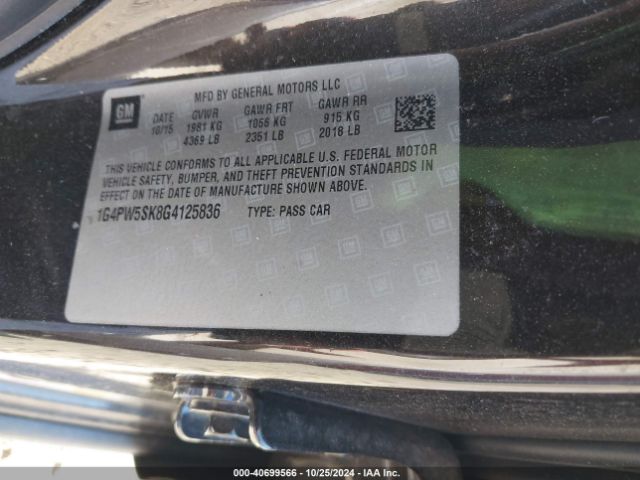 GM
MFD BY GENERAL MOTORS LLC
DATE GVWR GAWR FRT GAWR RR
10/15 1981 KG 1066 KG 915 KG
4369 LB 2351 LB 2018 LB
THIS VEHICLE CONFORMS TO ALL APPLICABLE U.S. FEDERAL MOTOR
VEHICLE SAFETY, BUMPER, AND THEFT PREVENTION STANDARDS IN
EFFECT ON THE DATE OF MANUFACTURE SHOWN ABOVE.
1G4PW5SK8G4125836 TYPE: PASS CAR
000-40699566 | 10/25/2024 | IAA Inc.